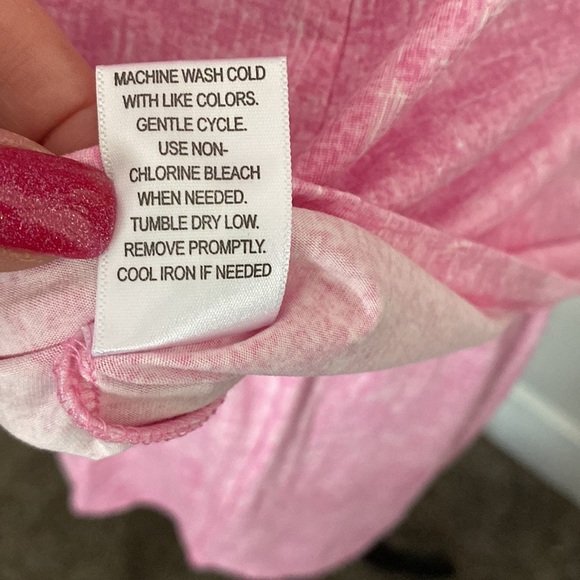 MACHINE WASH COLD
WITH LIKE COLORS.
GENTLE CYCLE.
USE NON-
CHLORINE BLEACH
WHEN NEEDED.
TUMBLE DRY LOW.
REMOVE PROMPTLY.
COOL IRON IF NEEDED